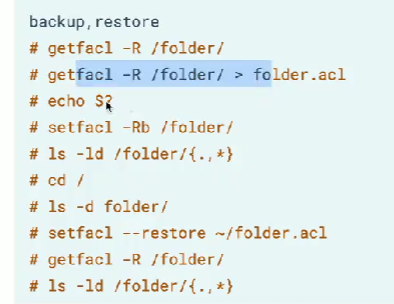 backup,restore
# getfacl -R /folder/
# getfacl -R /folder/ > folder.acl
# echo $?
# setfacl -Rb /folder/
# ls -ld /folder/{.,*}
# cd /
# ls -d folder/
# setfacl --restore ~/folder.acl
# getfacl -R /folder/
# ls -ld /folder/{.,*}